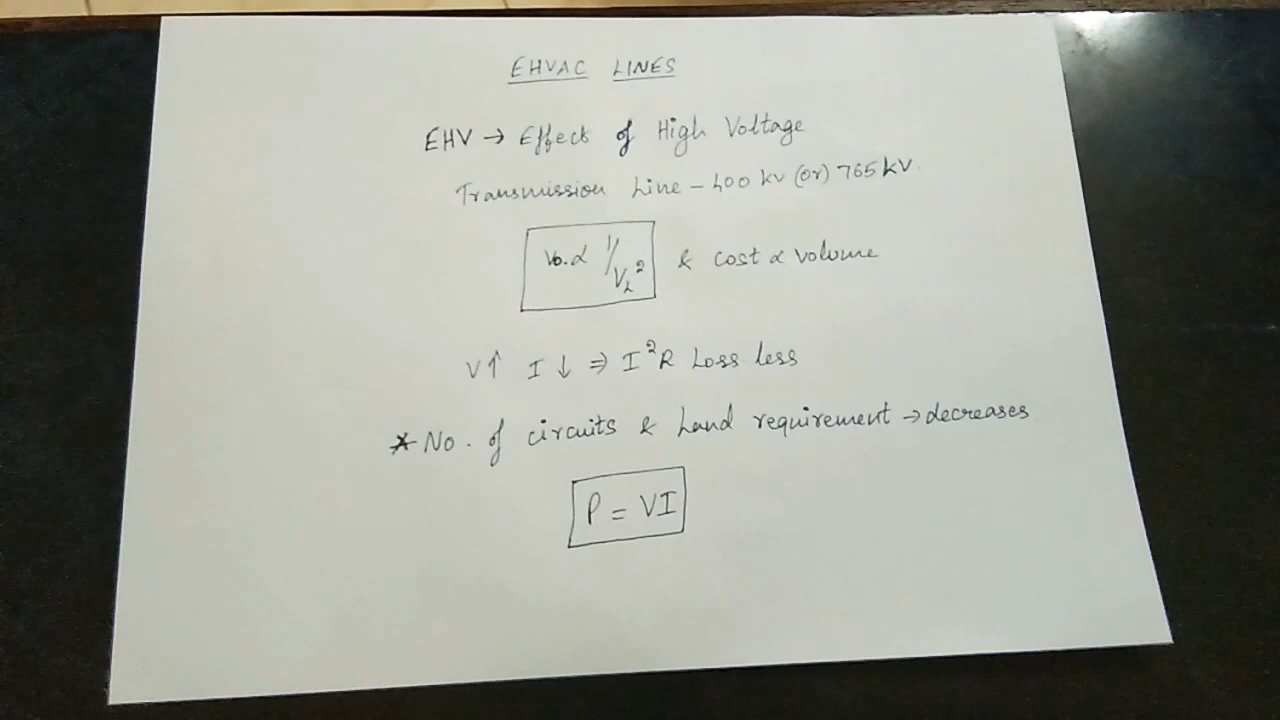 EHVAC LINES
EHV → Effect of High Voltage
Transmission Line - 400 kv (or) 765 kV.
Vo. ∝ 1/V_L² & cost ∝ volume
V↑ I↓ ⇒ I²R Loss less
* No. of circuits & Land requirement → decreases
P = VI